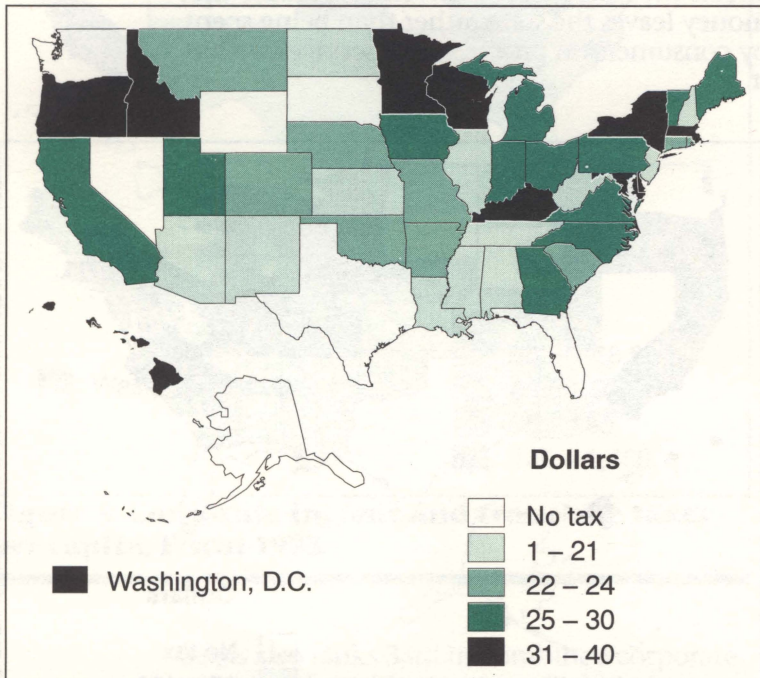 Dollars
No tax
1 – 21
22 – 24
25 – 30
31 – 40
Washington, D.C.